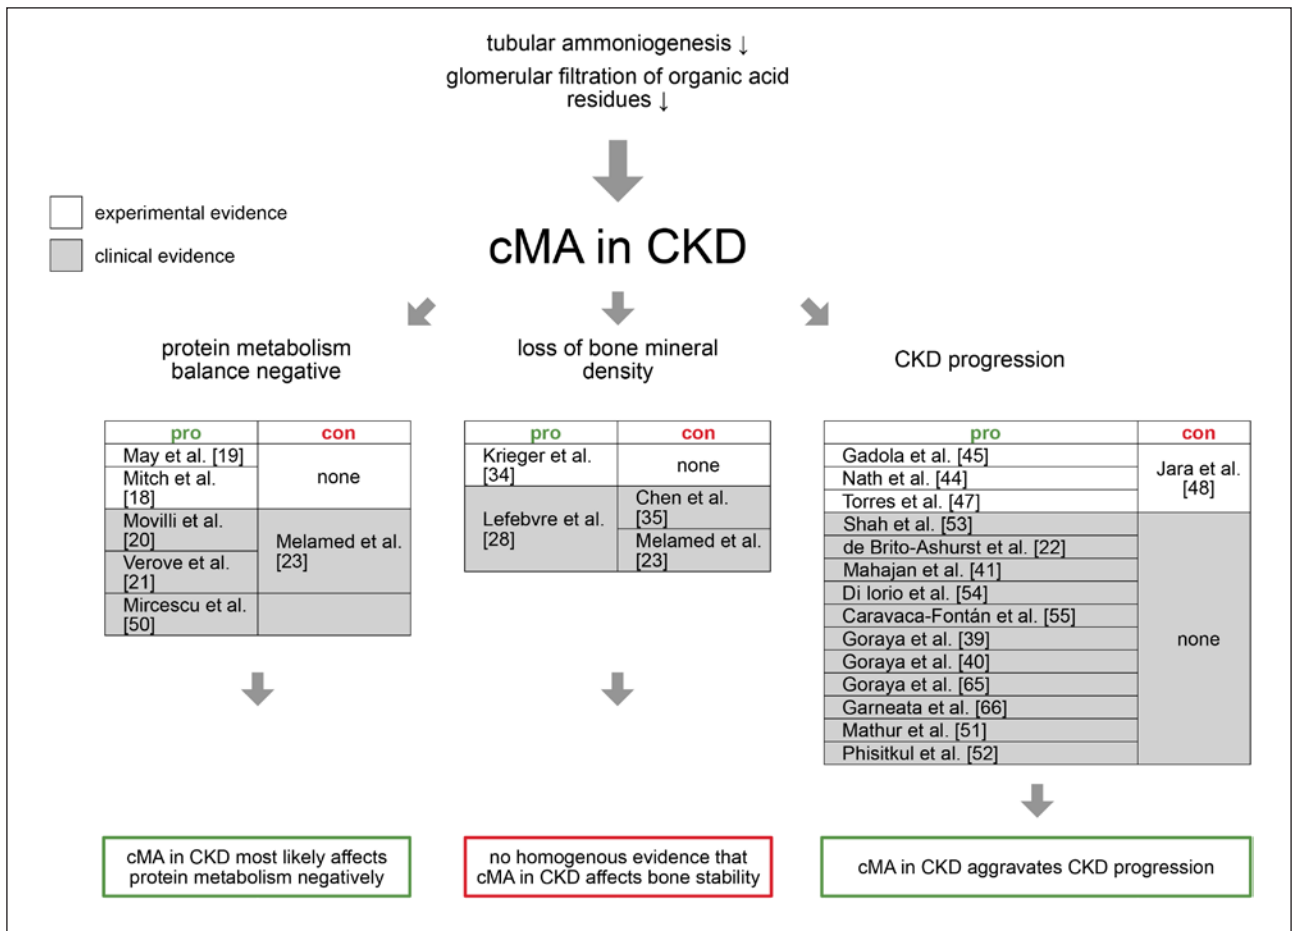 tubular ammoniogenesis ↓
glomerular filtration of organic acid
residues ↓
experimental evidence
clinical evidence
cMA in CKD
protein metabolism
balance negative
loss of bone mineral
density
CKD progression
pro
con
May et al. [19]
Mitch et al.
[18]
none
Movilli et al.
[20]
Verove et al.
[21]
Melamed et al.
[23]
Mircescu et al.
[50]
pro
con
Krieger et al.
[34]
none
Lefebvre et al.
[28]
Chen et al.
[35]
Melamed et al.
[23]
pro
con
Gadola et al. [45]
Nath et al. [44]
Torres et al. [47]
Jara et al.
[48]
Shah et al. [53]
de Brito-Ashurst et al. [22]
Mahajan et al. [41]
Di Iorio et al. [54]
Caravaca-Fontán et al. [55]
Goraya et al. [39]
Goraya et al. [40]
Goraya et al. [65]
Garneata et al. [66]
Mathur et al. [51]
Phisitkul et al. [52]
none
cMA in CKD most likely affects
protein metabolism negatively
no homogenous evidence that
cMA in CKD affects bone stability
cMA in CKD aggravates CKD progression